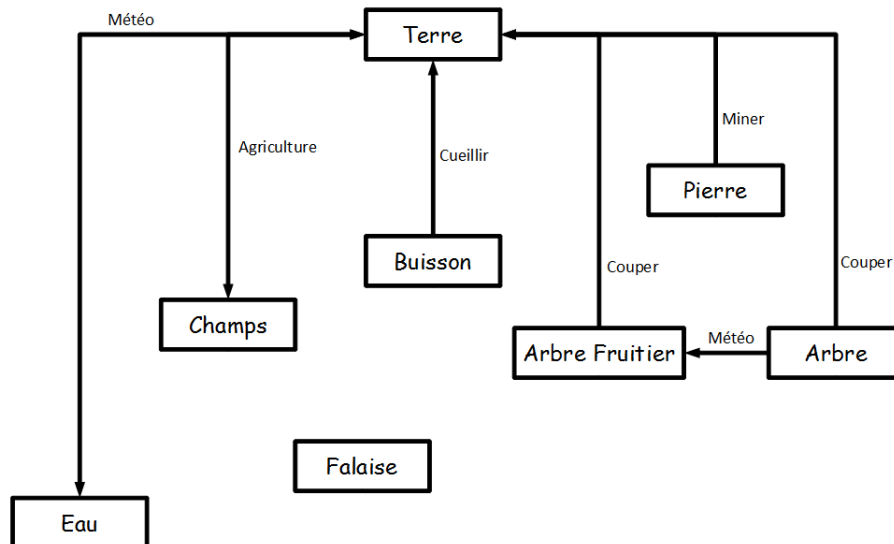 Météo
Terre
Miner
Agriculture
Cueillir
Pierre
Buisson
Couper
Couper
Champs
Météo
Arbre Fruitier
Arbre
Falaise
Eau